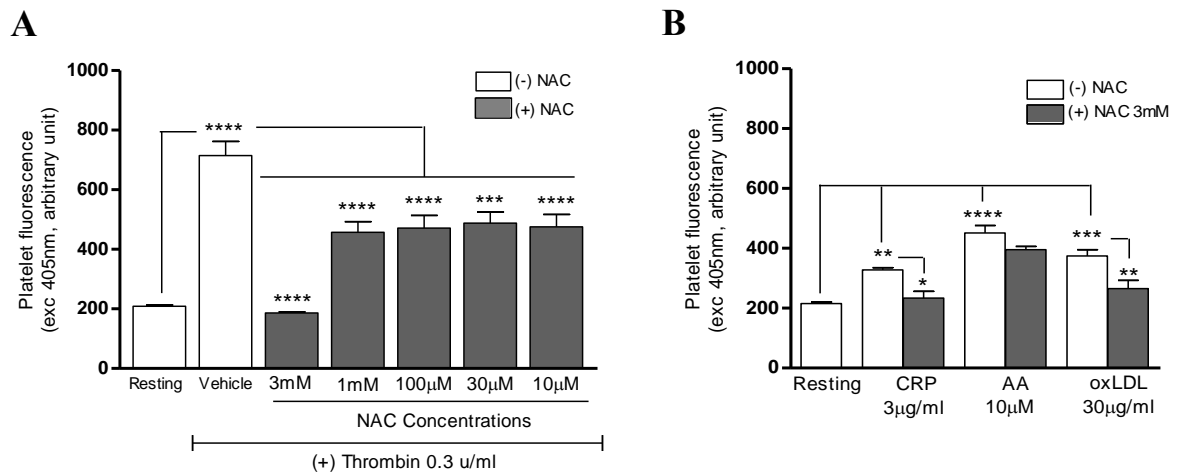 A
Platelet fluorescence
(exc 405nm, arbitrary unit)
1000
800
600
400
200
0
(-) NAC
(+) NAC
****
****
****
****
***
****
Resting
Vehicle
3mM
1mM
100µM
30µM
10µM
NAC Concentrations
(+) Thrombin 0.3 u/ml
B
Platelet fluorescence
(exc 405nm, arbitrary unit)
1000
800
600
400
200
0
(-) NAC
(+) NAC 3mM
**
*
****
***
**
Resting
CRP
3µg/ml
AA
10µM
oxLDL
30µg/ml